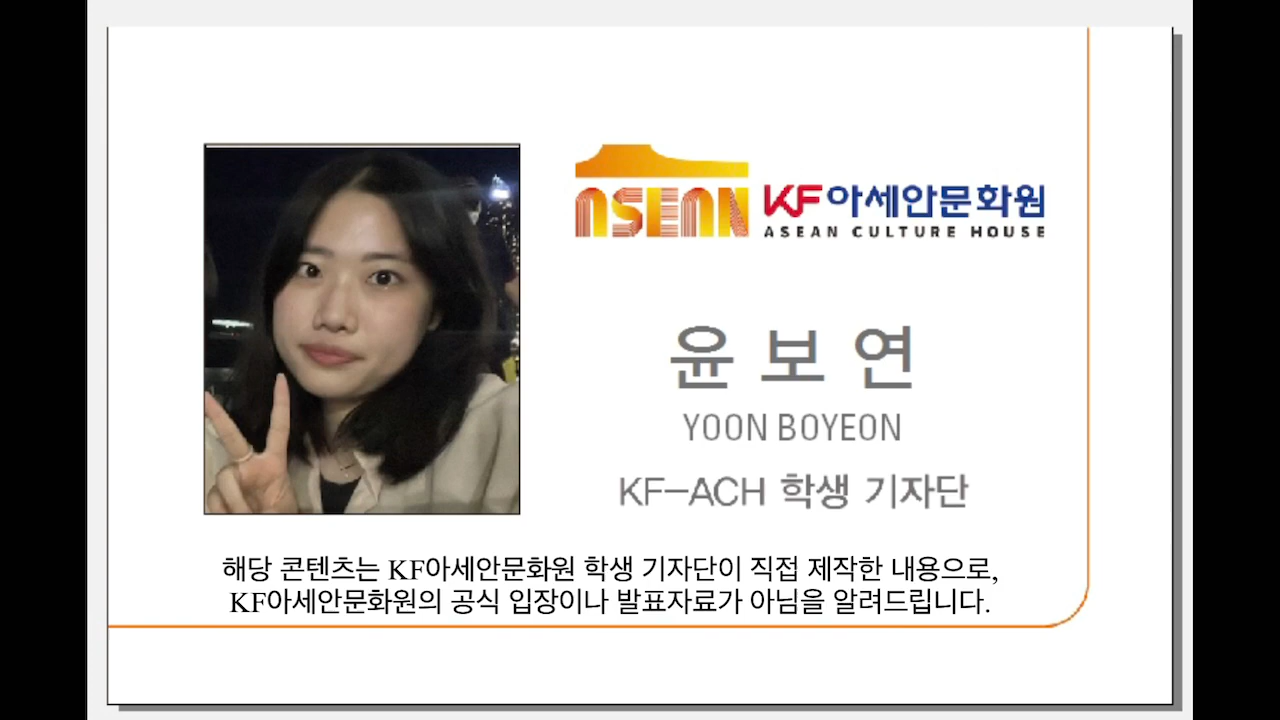 ASEAN KF아세안문화원
ASEAN CULTURE HOUSE
윤 보 연
YOON BOYEON
KF-ACH 학생 기자단
해당 콘텐츠는 KF아세안문화원 학생 기자단이 직접 제작한 내용으로,
KF아세안문화원의 공식 입장이나 발표자료가 아님을 알려드립니다.